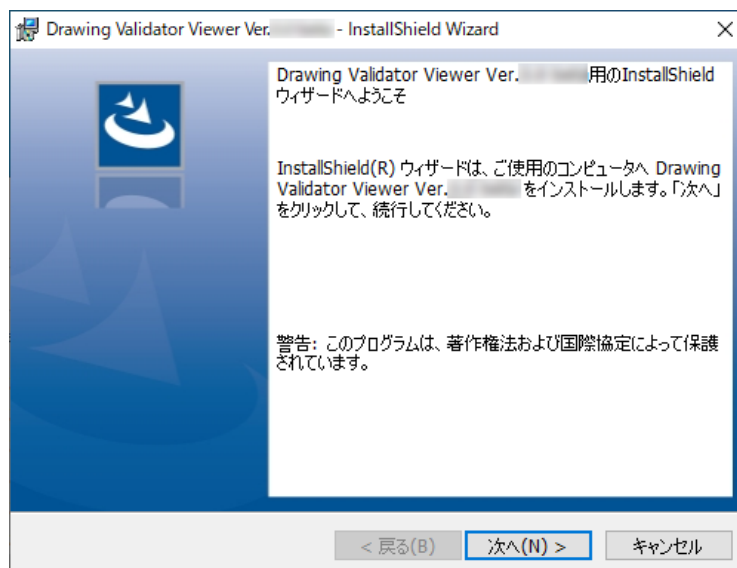 Drawing Validator Viewer Ver. - InstallShield Wizard
Drawing Validator Viewer Ver. 用のInstallShield
ウィザードへようこそ
InstallShield(R) ウィザードは、ご使用のコンピュータへ Drawing
Validator Viewer Ver. をインストールします。「次へ」
をクリックして、続行してください。
警告: このプログラムは、著作権法および国際協定によって保護
されています。
< 戻る(B)
次へ(N) >
キャンセル